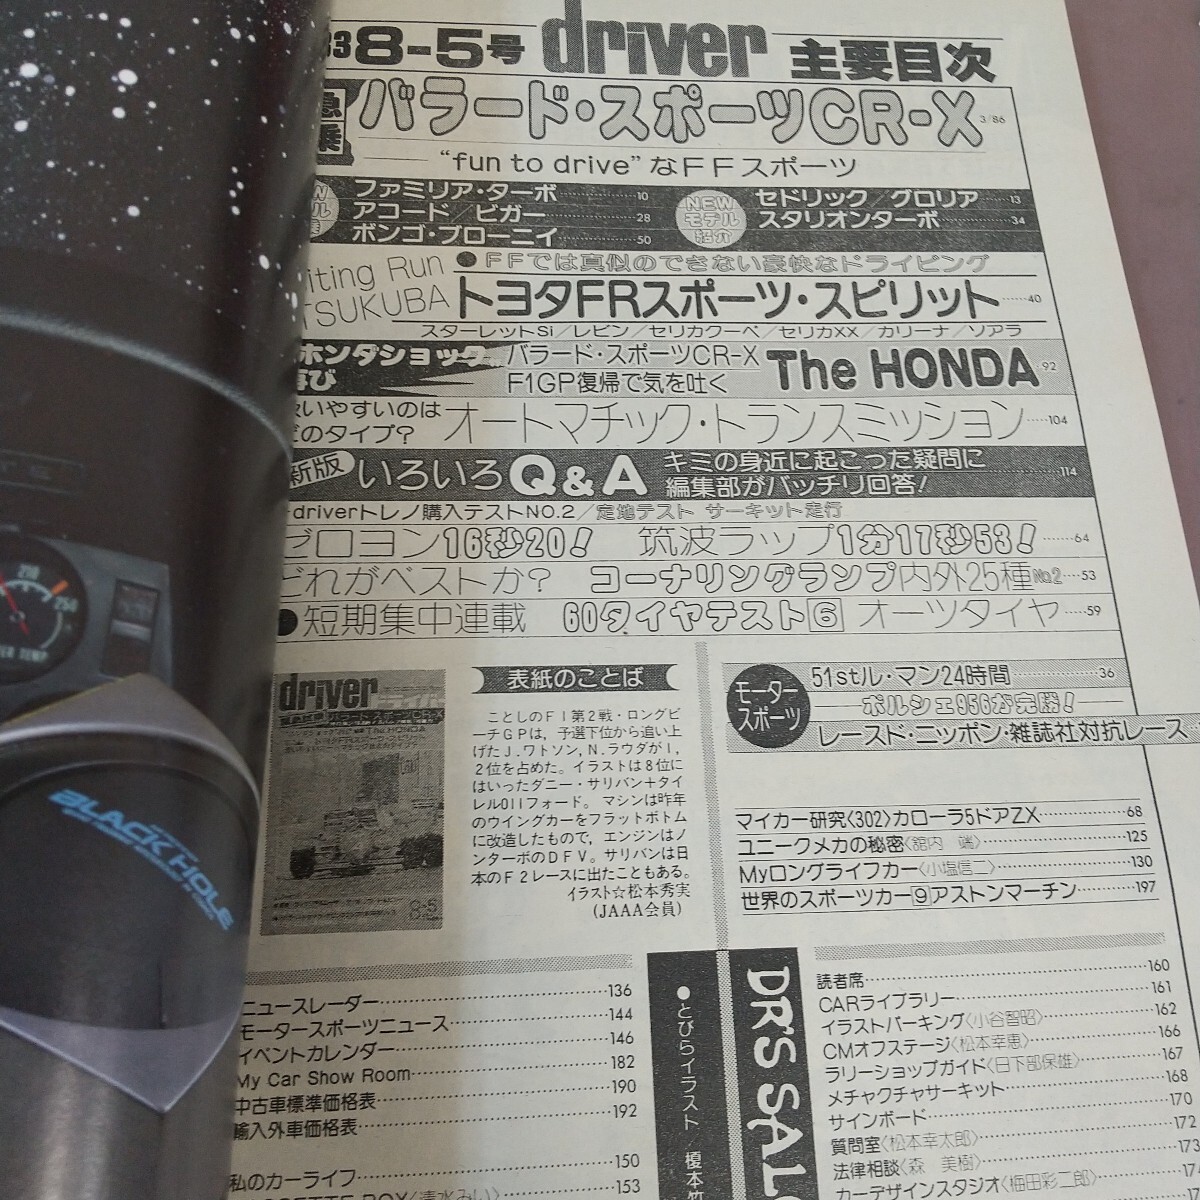 83 8-5号 driver 主要目次
バラード・スポーツCR-X 3/86
“fun to drive”なFFスポーツ
ファミリア・ターボ 10
アコード／ビガー 28
ボンゴ・ブローニィ 50
NEWモデル紹介
セドリック／グロリア 13
スタリオンターボ 34
iting Run
TSUKUBA
●FFでは真似のできない豪快なドライビング
トヨタFRスポーツ・スピリット 40
スターレットSi／レビン／セリカクーペ／セリカXX／カリーナ／ソアラ
ホンダショック再び
バラード・スポーツCR-X
F1GP復帰で気を吐く
The HONDA 92
扱いやすいのは
どのタイプ?
オートマチック・トランスミッション 104
新版 いろいろQ&A
キミの身近に起こった疑問に
編集部がバッチリ回答! 114
driverトレノ購入テストNO.2／定地テスト サーキット走行
ゼロヨン16秒20! 筑波ラップ1分17秒53! 64
どれがベストか? コーナリングランプ内外25種No.2 53
●短期集中連載 60タイヤテスト6 オーツタイヤ 59
driver
The HONDA
8-5
表紙のことば
ことしのF1第2戦・ロングビ
ーチGPは、予選下位から追い上
げたJ.ワトソン,N.ラウダが1,
2位を占めた。イラストは8位に
はいったダニー・サリバン+タイ
レル011フォード。マシンは昨年
のウイングカーをフラットボトム
に改造したもので, エンジンはノ
ンターボのDFV。サリバンは日
本のF2レースに出たこともある。
イラスト☆松本秀実
(JAAA会員)
モータースポーツ
51stル・マン24時間 36
ポルシェ956が完勝!
レースド・ニッポン・雑誌社対抗レース
マイカー研究〈302〉カローラ5ドアZX 68
ユニークメカの秘密〈舘内 端〉 125
Myロングライフカー〈小塩信二〉 130
世界のスポーツカー9アストンマーチン 197
ニュースレーダー 136
モータースポーツニュース 144
イベントカレンダー 146
My Car Show Room 182
中古車標準価格表 190
輸入外車価格表 192
私のカーライフ 150
153
●とびらイラスト／榎本
DR'S SAL
読者席 160
CARライブラリー 161
イラストパーキング〈小谷智昭〉 162
CMオフステージ〈松本幸恵〉 166
ラリーショップガイド〈日下部保雄〉 167
メチャクチャサーキット 168
サインボード 170
質問室〈松本幸太郎〉 172
法律相談〈森 美樹〉 173
カーデザインスタジオ〈梱田彩二郎〉
BLACK HOLE